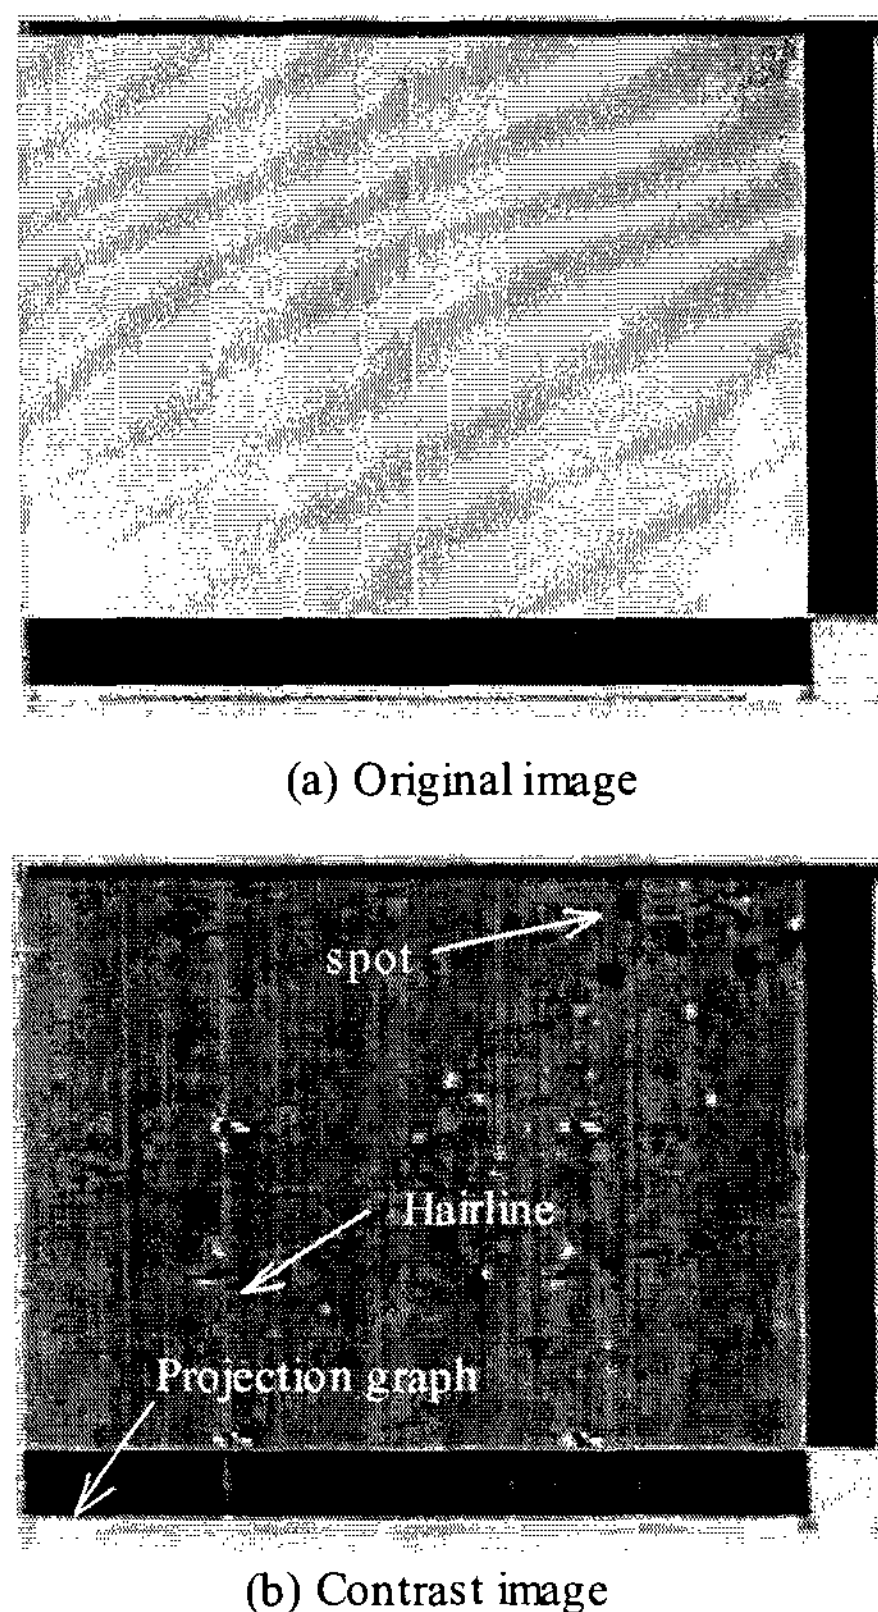 (a) Original image
spot
Hairline
Projection graph
(b) Contrast image